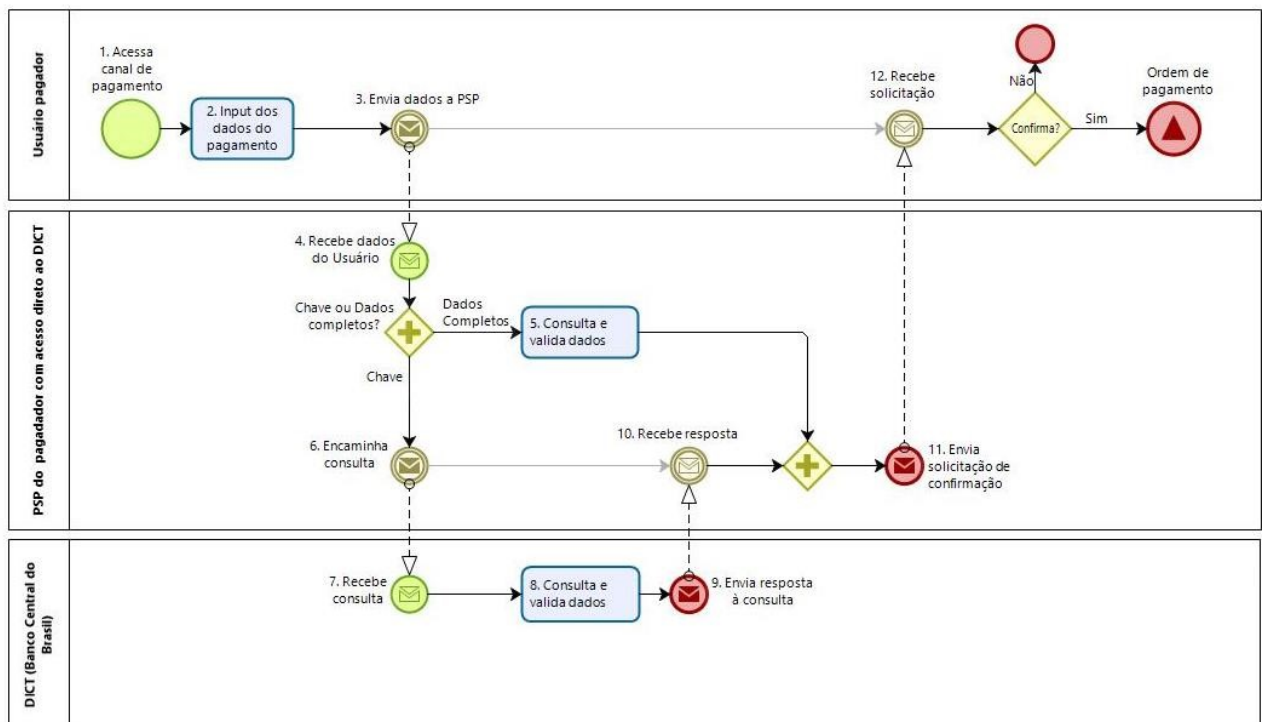 Usuário pagador
1. Acessa
canal de
pagamento
2. Input dos
dados do
pagamento
3. Envia dados a PSP
12. Recebe
solicitação
Não
Confirma?
Sim
Ordem de
pagamento
PSP do  pagadador com acesso direto ao DICT
4. Recebe dados
do Usuário
Chave ou Dados
completos?
Dados
Completos
5. Consulta e
valida dados
Chave
6. Encaminha
consulta
10. Recebe resposta
11. Envia
solicitação de
confirmação
DICT (Banco Central do
Brasil)
7. Recebe
consulta
8. Consulta e
valida dados
9. Envia resposta
à consulta